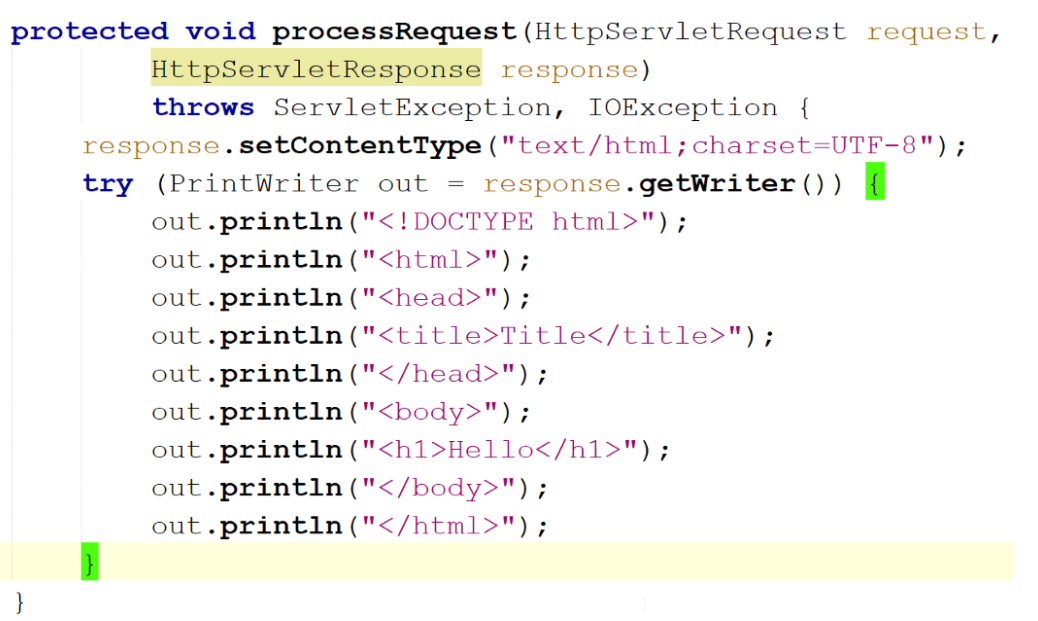 protected void processRequest(HttpServletRequest request,
        HttpServletResponse response)
        throws ServletException, IOException {
    response.setContentType("text/html;charset=UTF-8");
    try (PrintWriter out = response.getWriter()) {
        out.println("<!DOCTYPE html>");
        out.println("<html>");
        out.println("<head>");
        out.println("<title>Title</title>");
        out.println("</head>");
        out.println("<body>");
        out.println("<h1>Hello</h1>");
        out.println("</body>");
        out.println("</html>");
    }
}